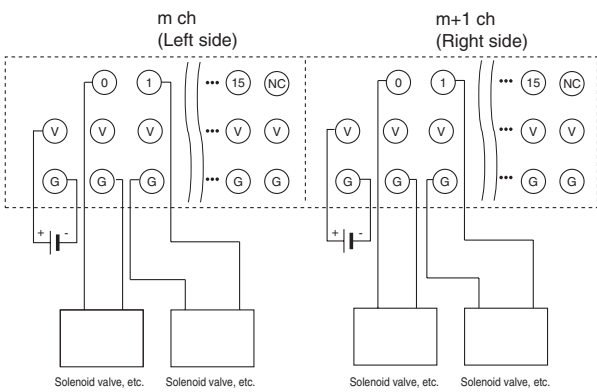 m ch
(Left side)
m+1 ch
(Right side)
0 1 ••• 15 NC
V V V ••• V V
G G G ••• G G
+ -
0 1 ••• 15 NC
V V V ••• V V
G G G ••• G G
+ -
Solenoid valve, etc.
Solenoid valve, etc.
Solenoid valve, etc.
Solenoid valve, etc.